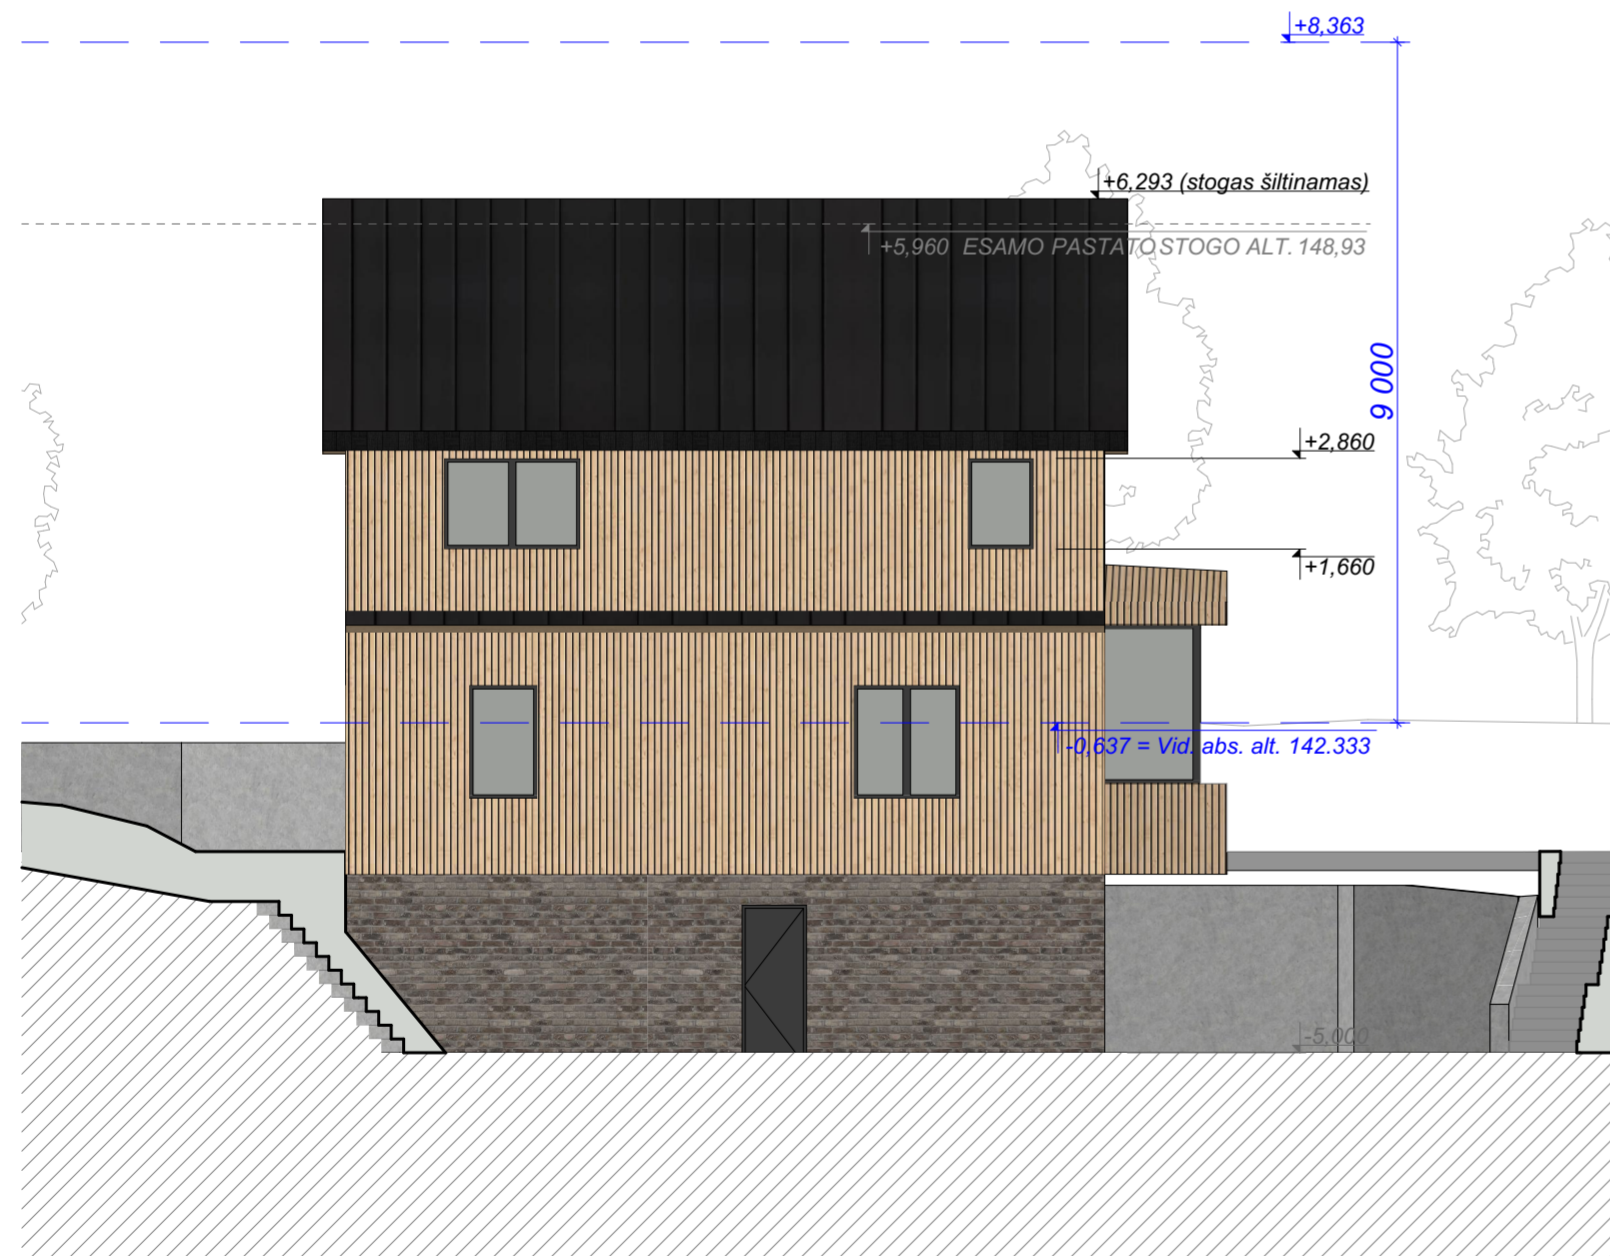 +8,363
+6,293 (stogas šiltinamas)
+5,960 ESAMO PASTATO STOGO ALT. 148,93
9 000
+2,860
+1,660
-0,637 = Vid. abs. alt. 142.333
-5,000